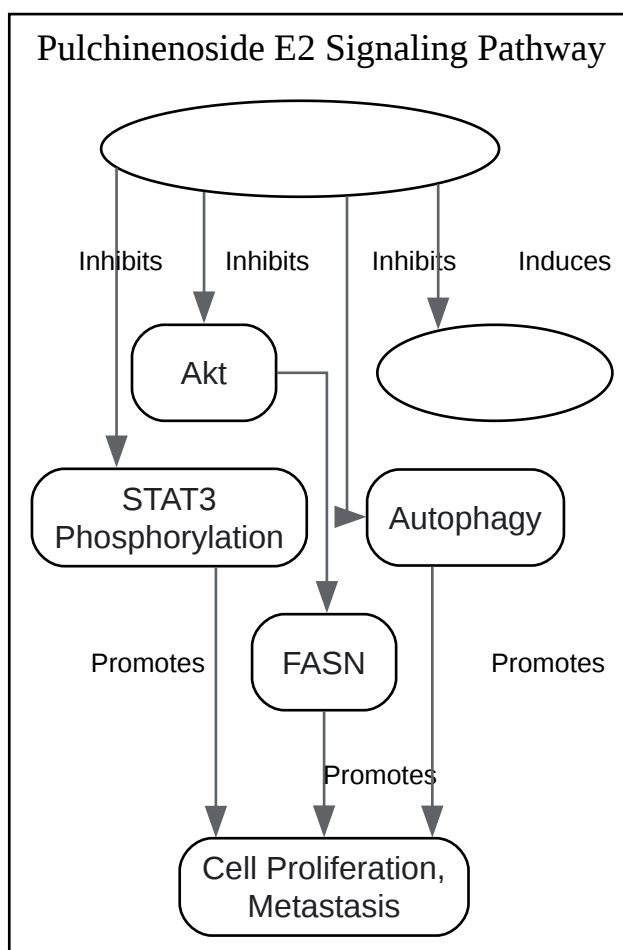 Pulchinenoside E2 Signaling Pathway
Inhibits
Inhibits
Inhibits
Induces
Akt
STAT3
Phosphorylation
Autophagy
Promotes
FASN
Promotes
Promotes
Cell Proliferation,
Metastasis